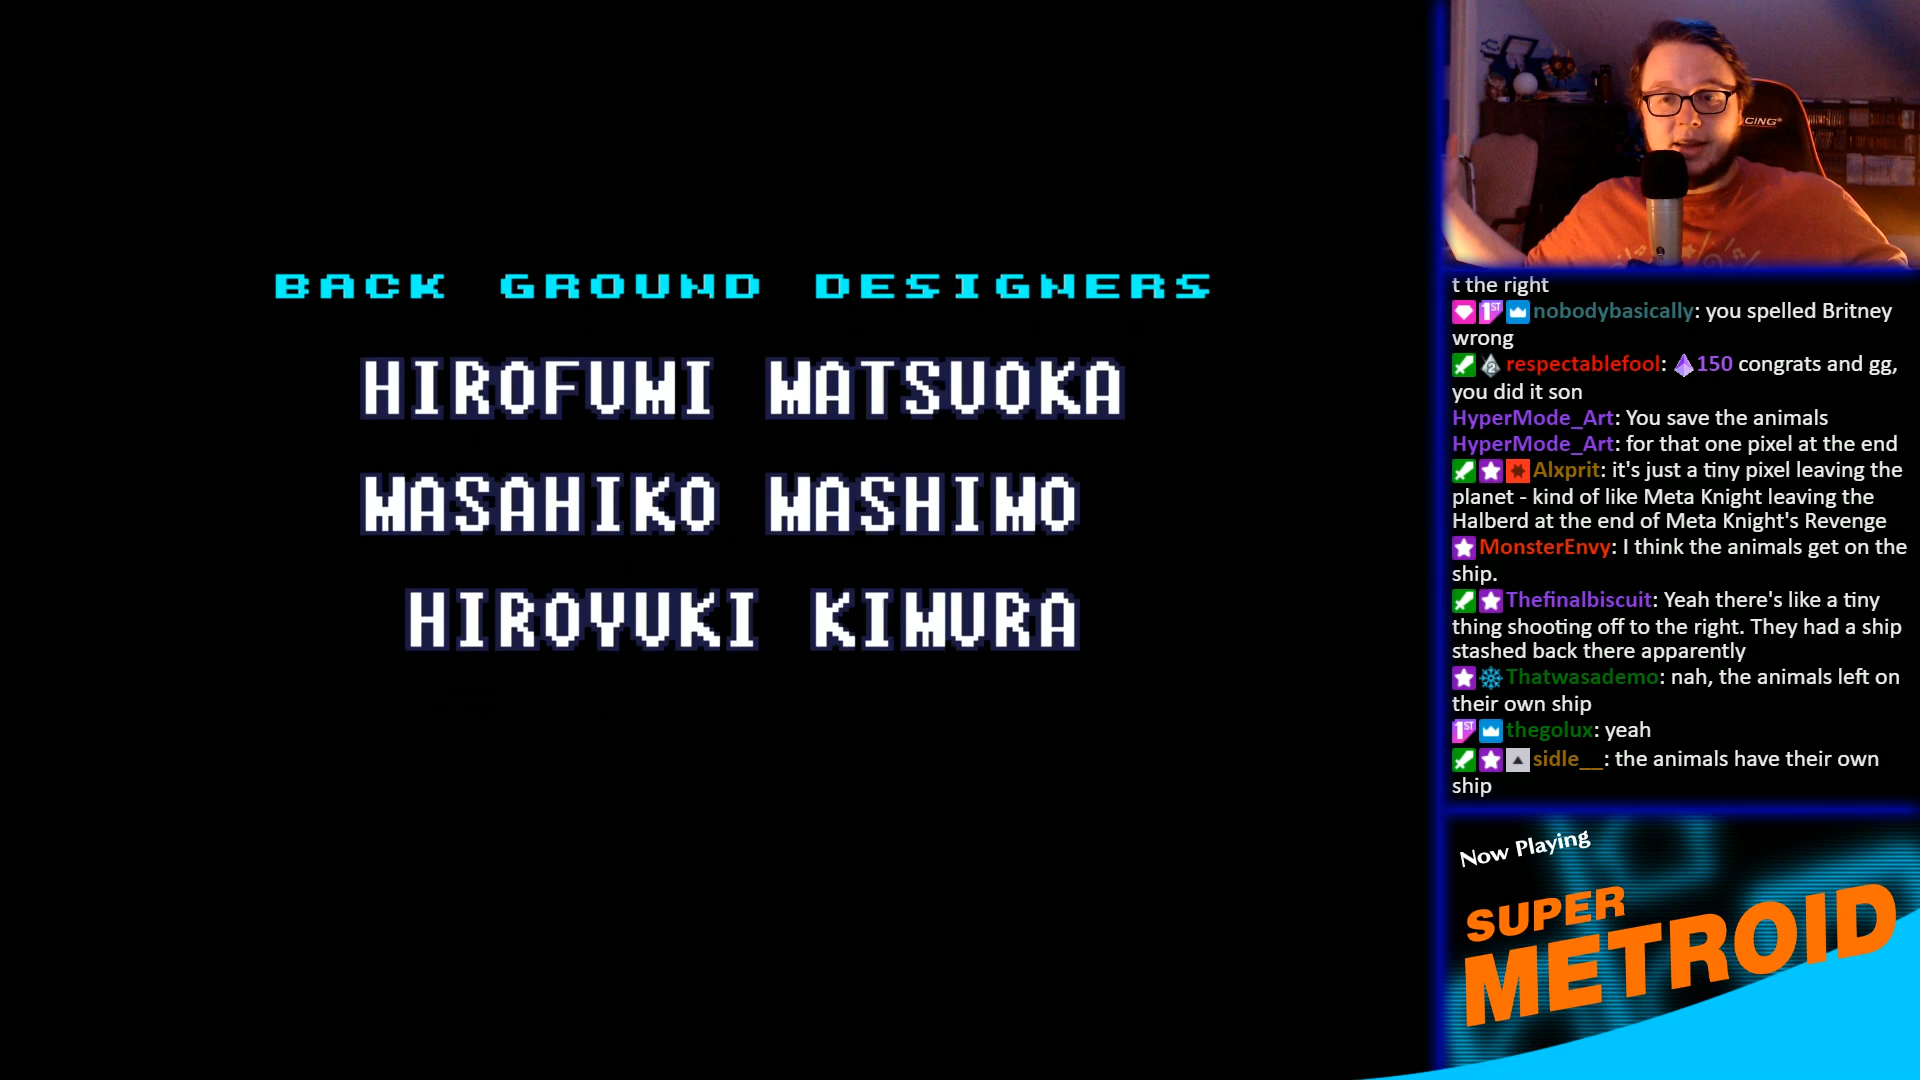 BACK GROUND DESIGNERS
HIROFUMI MATSUOKA
MASAHIKO MASHIMO
HIROYUKI KIMURA
CING
t the right
1ST nobodybasically: you spelled Britney
wrong
2 respectablefool: 150 congrats and gg,
you did it son
HyperMode_Art: You save the animals
HyperMode_Art: for that one pixel at the end
Alxprit: it's just a tiny pixel leaving the
planet - kind of like Meta Knight leaving the
Halberd at the end of Meta Knight's Revenge
MonsterEnvy: I think the animals get on the
ship.
Thefinalbiscuit: Yeah there's like a tiny
thing shooting off to the right. They had a ship
stashed back there apparently
Thatwasademo: nah, the animals left on
their own ship
1ST thegolux: yeah
sidle__: the animals have their own
ship
Now Playing
SUPER
METROID